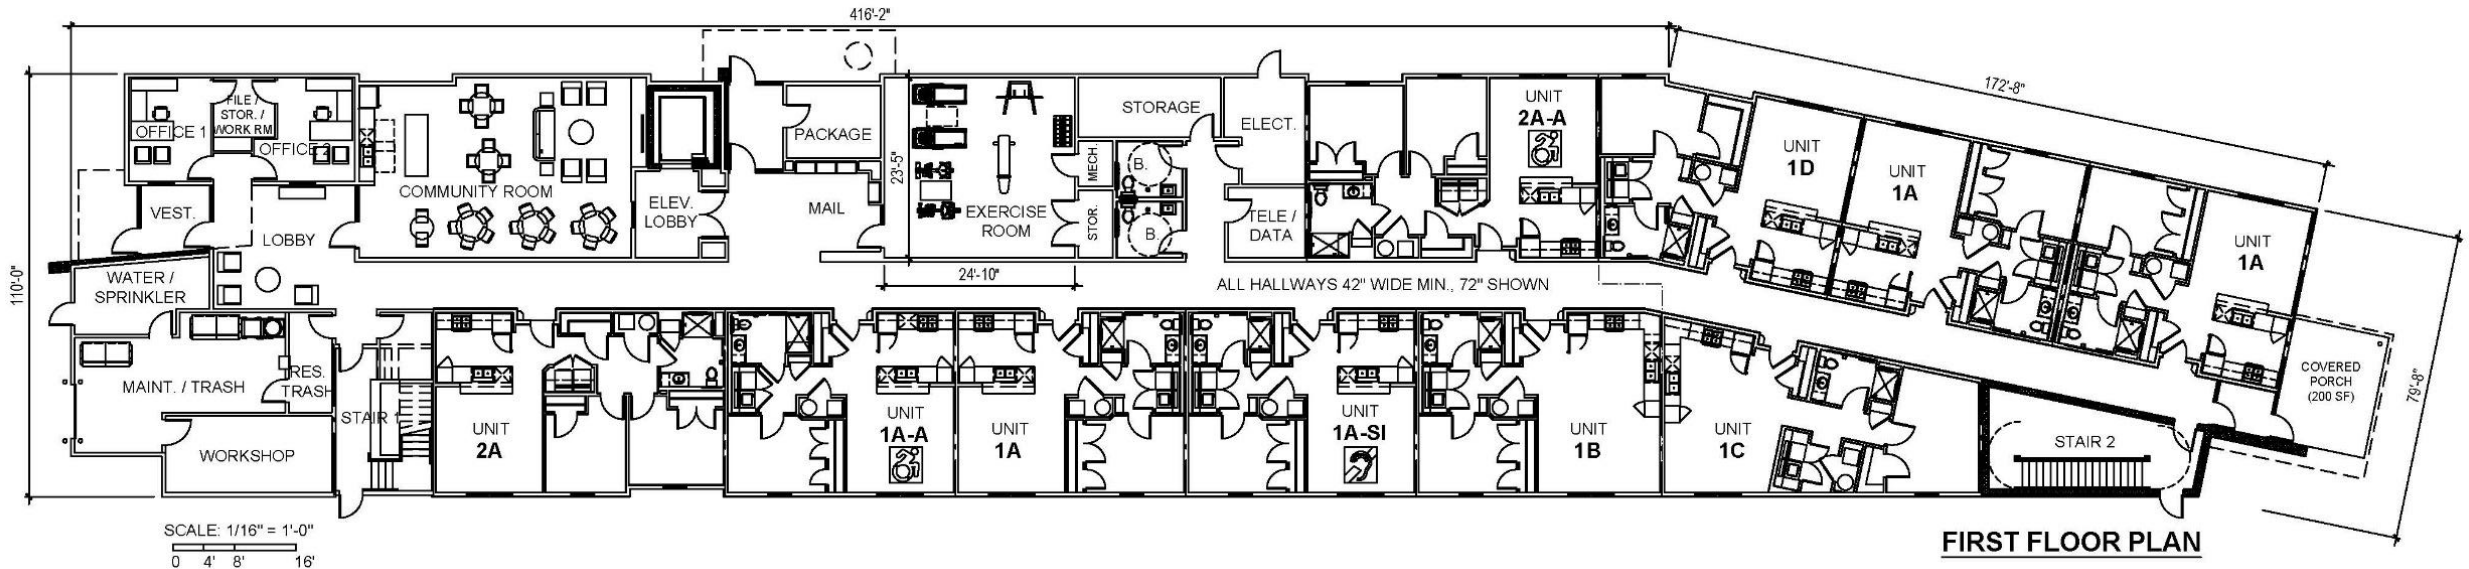 416'-2"
172'-8"
110'-0"
OFFICE 1
FILE /
STOR. /
WORK RM
OFFICE 2
COMMUNITY ROOM
VEST.
LOBBY
ELEV.
LOBBY
PACKAGE
MAIL
23'-5"
EXERCISE
ROOM
24'-10"
STORAGE
MECH.
STOR.
B.
B.
ELECT.
TELE /
DATA
UNIT
2A-A
UNIT
1D
UNIT
1A
UNIT
1A
COVERED
PORCH
(200 SF)
79'-8"
ALL HALLWAYS 42" WIDE MIN., 72" SHOWN
WATER /
SPRINKLER
MAINT. / TRASH
RES.
TRASH
STAIR 1
WORKSHOP
UNIT
2A
UNIT
1A-A
UNIT
1A
UNIT
1A-SI
UNIT
1B
UNIT
1C
STAIR 2
SCALE: 1/16" = 1'-0"
0 4' 8' 16'
FIRST FLOOR PLAN